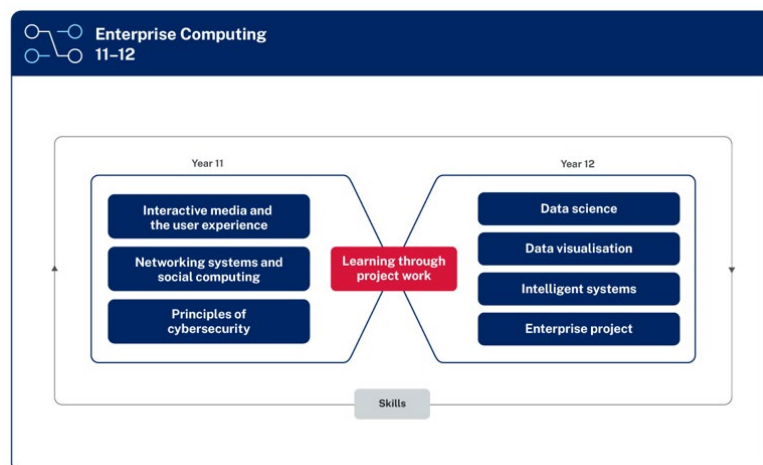 Enterprise Computing
11–12
Year 11
Interactive media and
the user experience
Networking systems and
social computing
Principles of
cybersecurity
Learning through
project work
Year 12
Data science
Data visualisation
Intelligent systems
Enterprise project
Skills